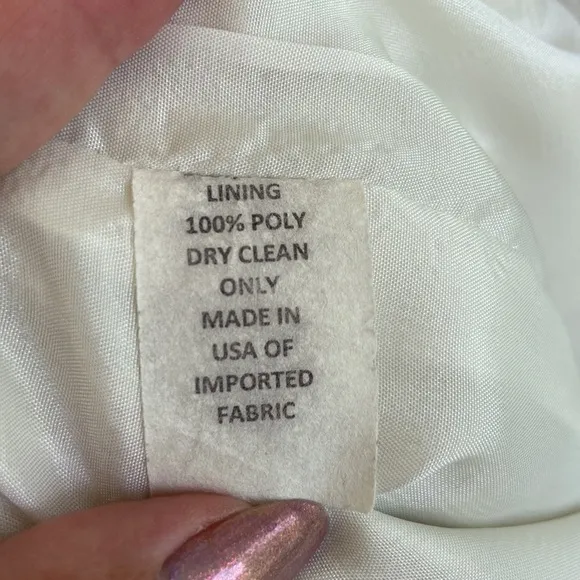 LINING
100% POLY
DRY CLEAN
ONLY
MADE IN
USA OF
IMPORTED
FABRIC